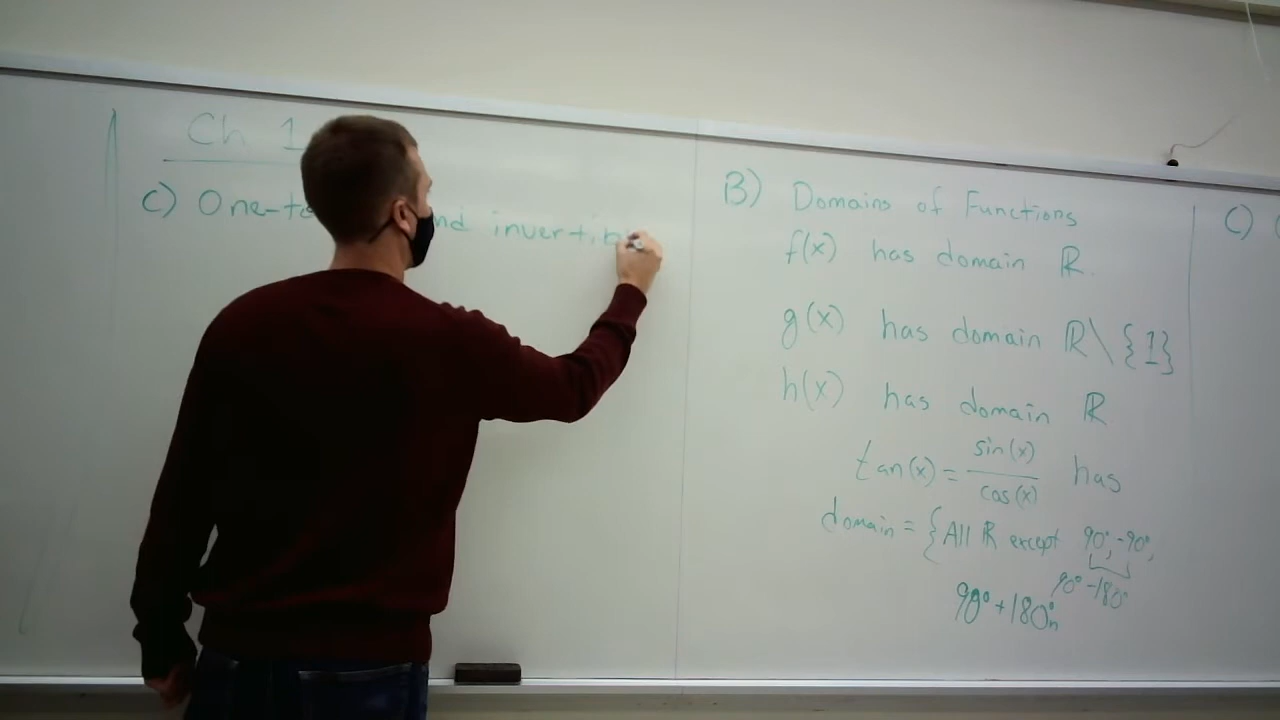 Ch 1
C) One-to nd invertib
B) Domains of Functions
f(x) has domain ℝ.
g(x) has domain ℝ\{1}
h(x) has domain ℝ
tan(x) = sin(x)/cos(x) has
domain = {All ℝ except 90°, -90°,
90° -180°
90° + 180°n
C)